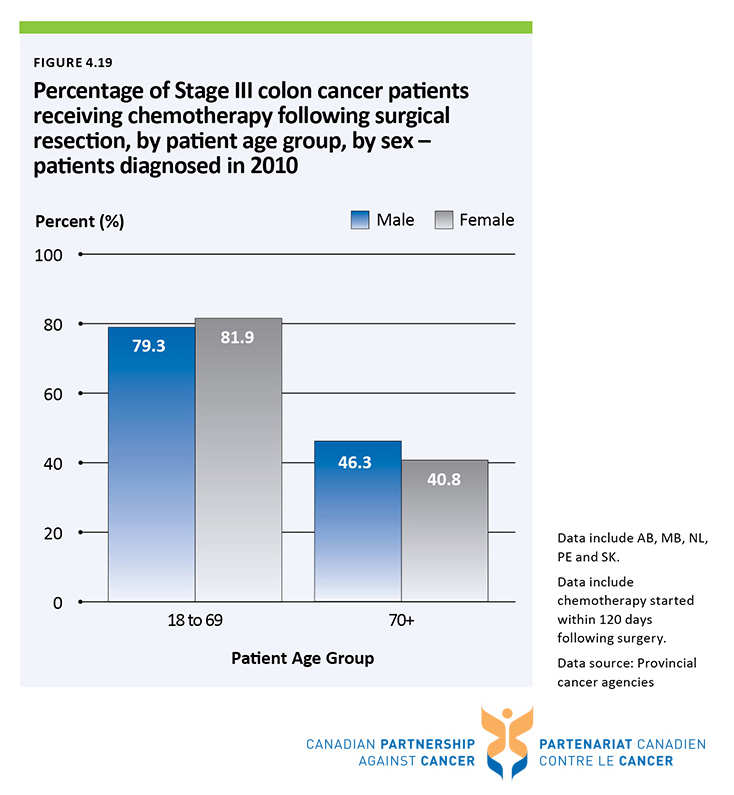 FIGURE 4.19
Percentage of Stage III colon cancer patients
receiving chemotherapy following surgical
resection, by patient age group, by sex –
patients diagnosed in 2010
Percent (%)
Male
Female
100
80
60
40
20
0
79.3
81.9
46.3
40.8
18 to 69
70+
Patient Age Group
Data include AB, MB, NL,
PE and SK.
Data include
chemotherapy started
within 120 days
following surgery.
Data source: Provincial
cancer agencies
CANADIAN PARTNERSHIP
AGAINST CANCER
PARTENARIAT CANADIEN
CONTRE LE CANCER